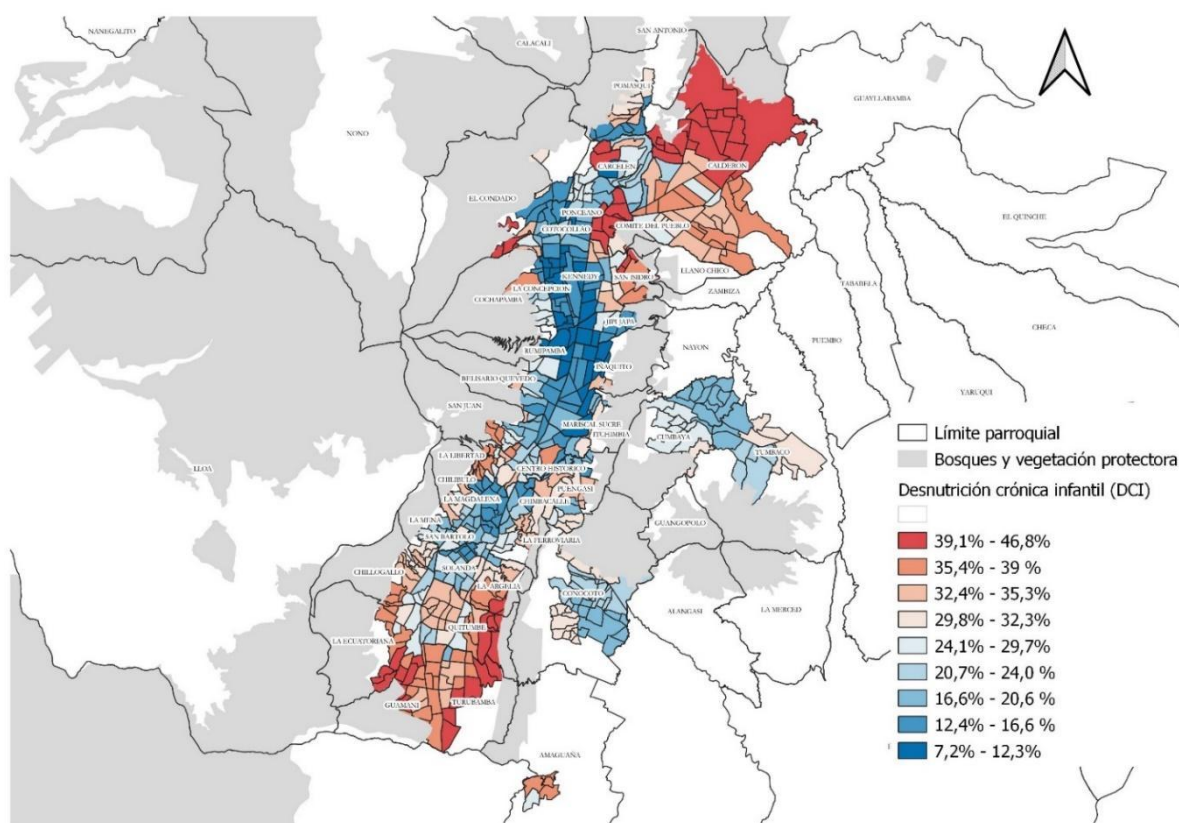 NANEGALITO
CALACALI
SAN ANTONIO
POMASQUI
GUAYLLABAMBA
NONO
CARCELEN
CALDERON
EL CONDADO
PONCEANO
EL QUINCHE
COTOCOLLAO
COMITE DEL PUEBLO
KENNEDY
SAN ISIDRO
LLANO CHICO
LA CONCEPCION
ZAMBIZA
TABABELA
COCHAPAMBA
JIPIJAPA
CHECA
RUMIPAMBA
NAYON
PUEMBO
IÑAQUITO
BELISARIO QUEVEDO
YARUQUI
SAN JUAN
MARISCAL SUCRE
ITCHIMBIA
CUMBAYA
LA LIBERTAD
TUMBACO
CENTRO HISTORICO
LLOA
CHILIBULO
PUENGASI
LA MAGDALENA
CHIMBACALLE
LA MENA
GUANGOPOLO
SAN BARTOLO
LA FERROVIARIA
SOLANDA
CHILLOGALLO
LA ARGELIA
CONOCOTO
ALANGASI
LA MERCED
QUITUMBE
LA ECUATORIANA
GUAMANI
TURUBAMBA
AMAGUAÑA
Límite parroquial
Bosques y vegetación protectora
Desnutrición crónica infantil (DCI)
39,1% - 46,8%
35,4% - 39 %
32,4% - 35,3%
29,8% - 32,3%
24,1% - 29,7%
20,7% - 24,0 %
16,6% - 20,6 %
12,4% - 16,6 %
7,2% - 12,3%